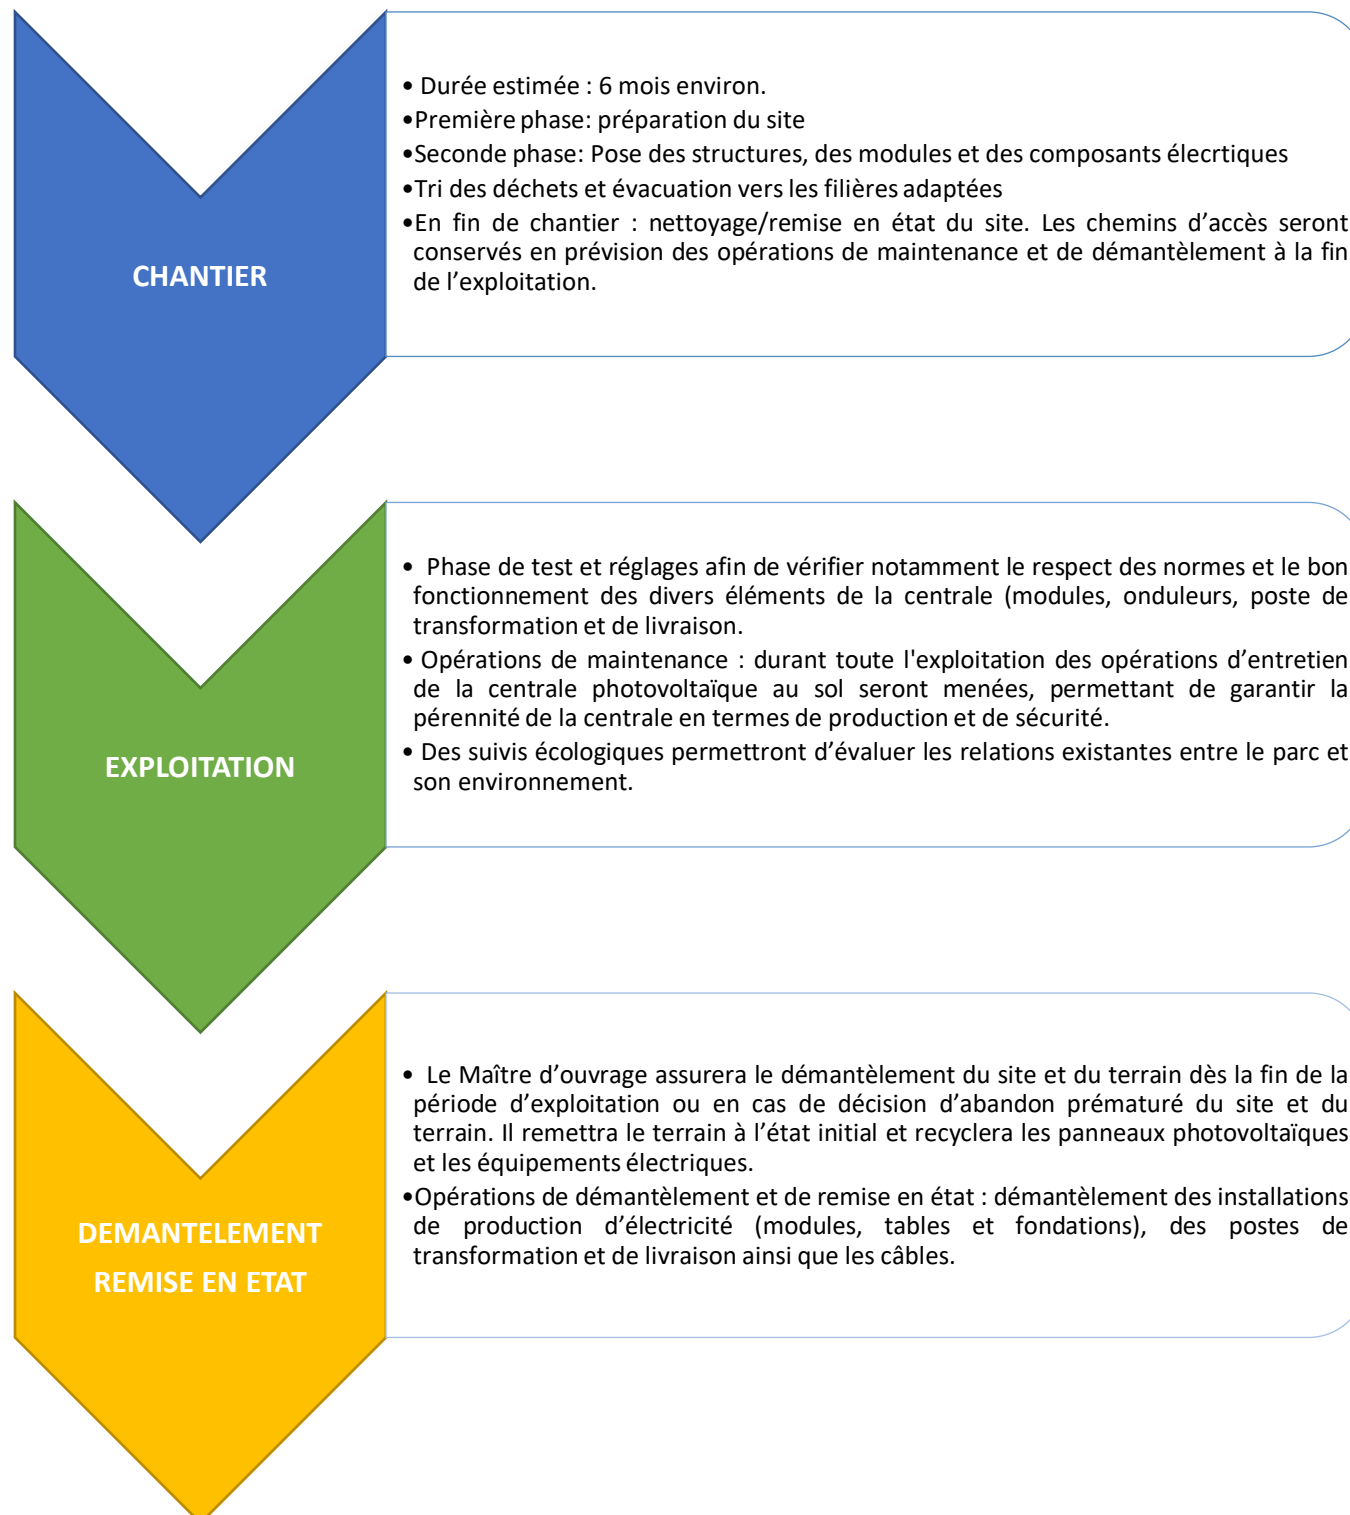 • Durée estimée : 6 mois environ.
•Première phase: préparation du site
•Seconde phase: Pose des structures, des modules et des composants élecrtiques
•Tri des déchets et évacuation vers les filières adaptées
•En fin de chantier : nettoyage/remise en état du site. Les chemins d’accès seront
conservés en prévision des opérations de maintenance et de démantèlement à la fin
de l’exploitation.
CHANTIER
• Phase de test et réglages afin de vérifier notamment le respect des normes et le bon
fonctionnement des divers éléments de la centrale (modules, onduleurs, poste de
transformation et de livraison.
• Opérations de maintenance : durant toute l'exploitation des opérations d’entretien
de la centrale photovoltaïque au sol seront menées, permettant de garantir la
pérennité de la centrale en termes de production et de sécurité.
• Des suivis écologiques permettront d’évaluer les relations existantes entre le parc et
son environnement.
EXPLOITATION
• Le Maître d’ouvrage assurera le démantèlement du site et du terrain dès la fin de la
période d’exploitation ou en cas de décision d’abandon prématuré du site et du
terrain. Il remettra le terrain à l’état initial et recyclera les panneaux photovoltaïques
et les équipements électriques.
•Opérations de démantèlement et de remise en état : démantèlement des installations
de production d’électricité (modules, tables et fondations), des postes de
transformation et de livraison ainsi que les câbles.
DEMANTELEMENT
REMISE EN ETAT